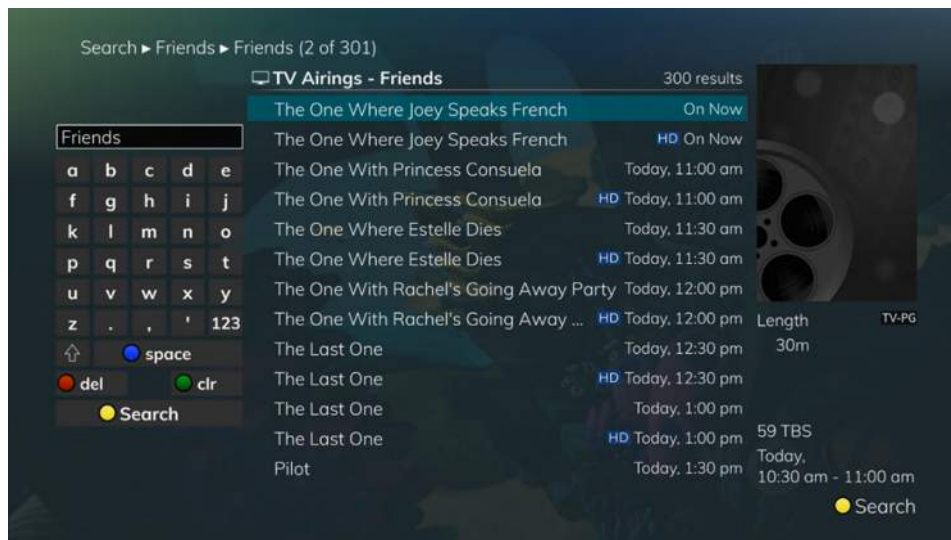 Search ▸ Friends ▸ Friends (2 of 301)
TV Airings - Friends 300 results
The One Where Joey Speaks French On Now
The One Where Joey Speaks French HD On Now
The One With Princess Consuela Today, 11:00 am
The One With Princess Consuela HD Today, 11:00 am
The One Where Estelle Dies Today, 11:30 am
The One Where Estelle Dies HD Today, 11:30 am
The One With Rachel's Going Away Party Today, 12:00 pm
The One With Rachel's Going Away ... HD Today, 12:00 pm
The Last One Today, 12:30 pm
The Last One HD Today, 12:30 pm
The Last One Today, 1:00 pm
The Last One HD Today, 1:00 pm
Pilot Today, 1:30 pm
Friends
a b c d e
f g h i j
k l m n o
p q r s t
u v w x y
z . , ' 123
space
del clr
Search
Length TV-PG
30m
59 TBS
Today,
10:30 am - 11:00 am
Search